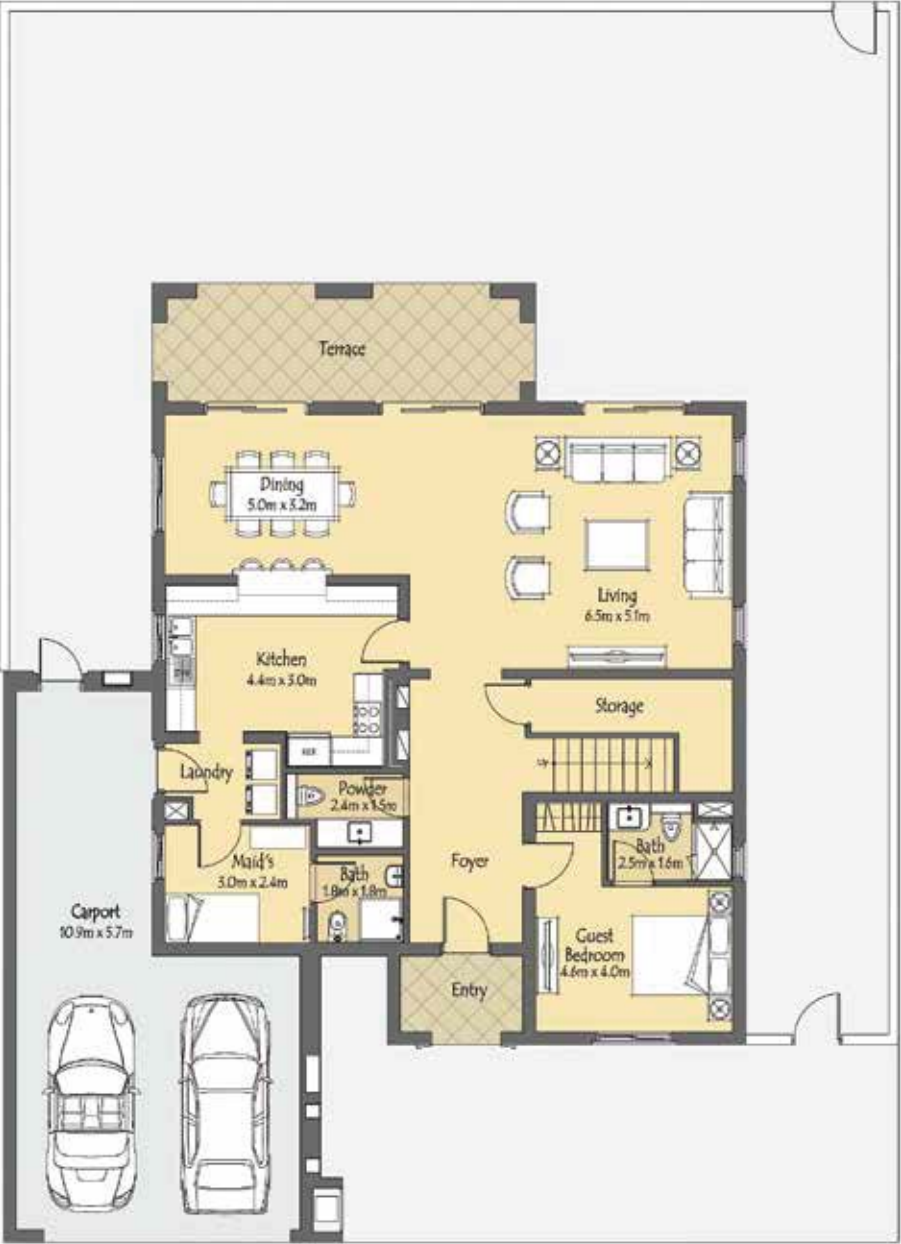 Terrace
Dining
5.0m x 3.2m
Living
6.5m x 5.1m
Kitchen
4.4m x 3.0m
Storage
REF.
UP
Laundry
Powder
2.4m x 1.5m
Maid's
3.0m x 2.4m
Bath
1.8m x 1.8m
Foyer
Bath
2.5m x 1.6m
Carport
10.9m x 5.7m
Guest
Bedroom
4.6m x 4.0m
Entry